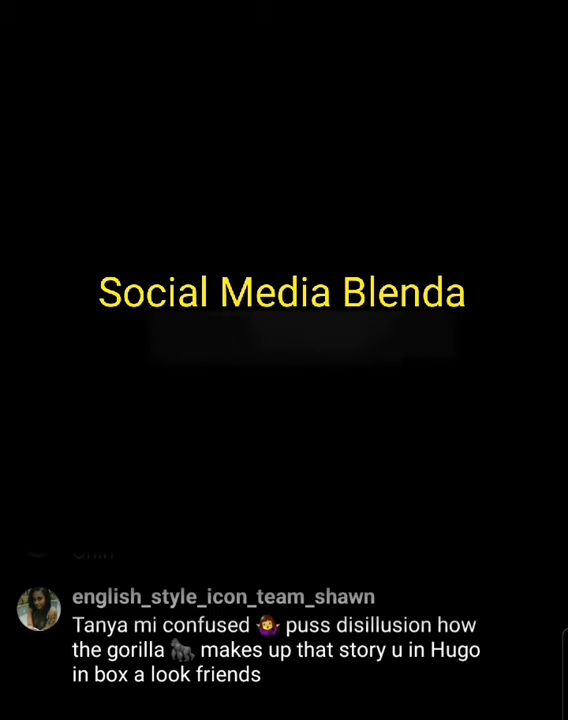 Social Media Blenda
english_style_icon_team_shawn
Tanya mi confused 🤷‍♀️ puss disillusion how
the gorilla 🦍 makes up that story u in Hugo
in box a look friends